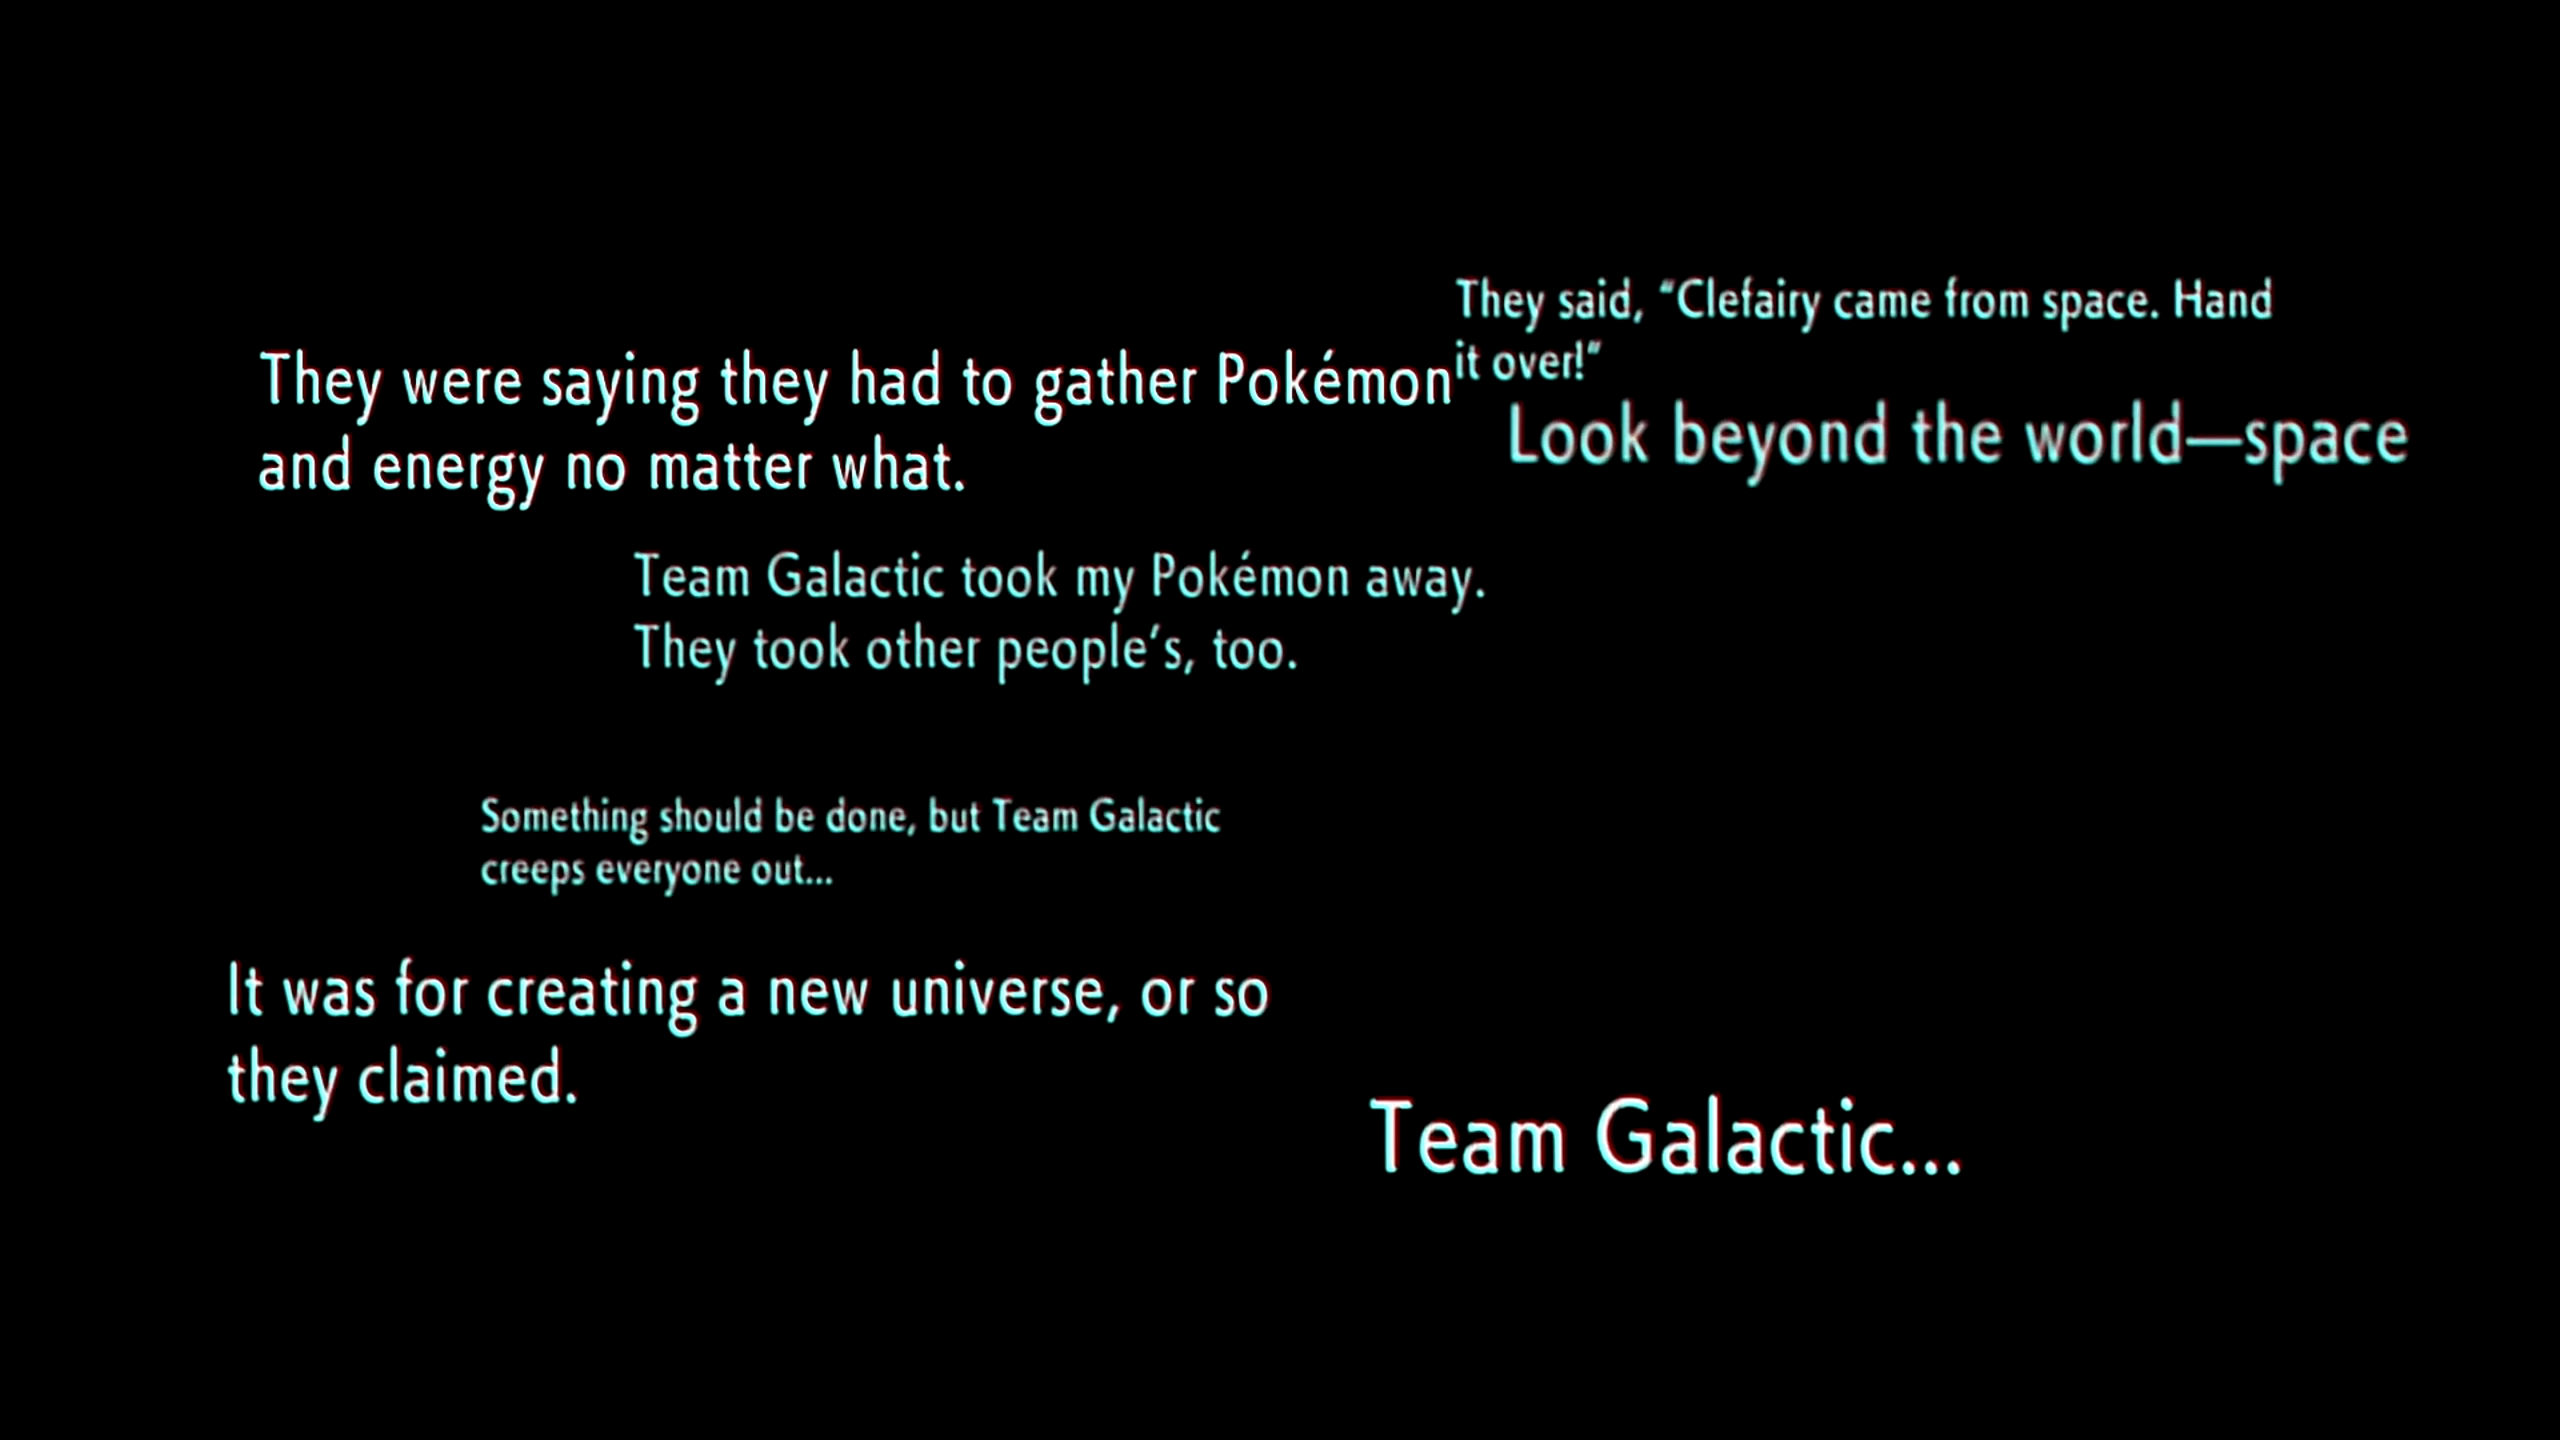 They said, “Clefairy came from space. Hand
it over!”
They were saying they had to gather Pokémon
and energy no matter what.
Look beyond the world—space
Team Galactic took my Pokémon away.
They took other people’s, too.
Something should be done, but Team Galactic
creeps everyone out...
It was for creating a new universe, or so
they claimed.
Team Galactic...